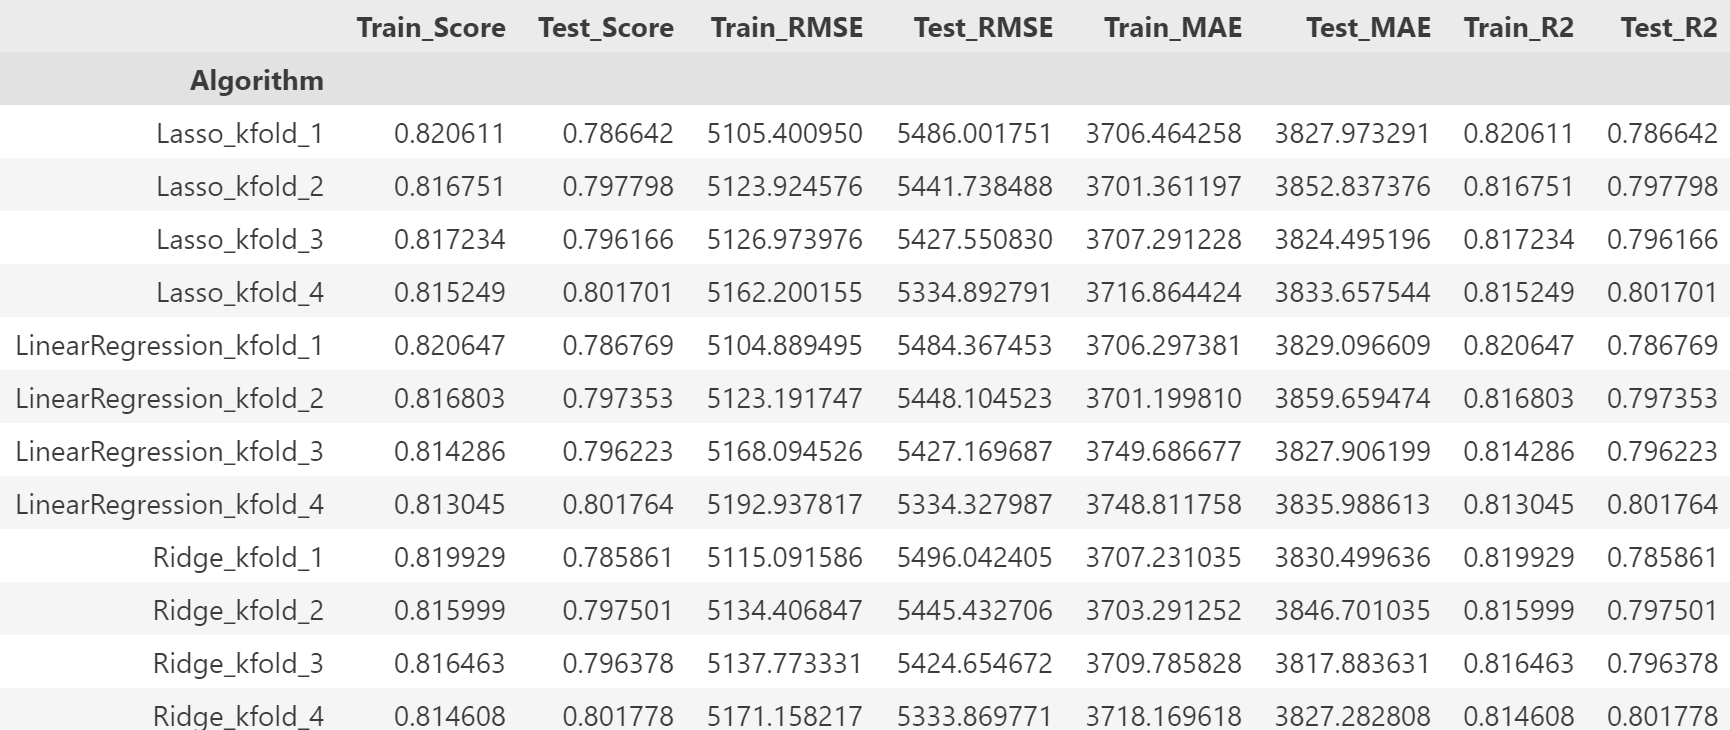 Train_Score Test_Score Train_RMSE Test_RMSE Train_MAE Test_MAE Train_R2 Test_R2
Algorithm
Lasso_kfold_1 0.820611 0.786642 5105.400950 5486.001751 3706.464258 3827.973291 0.820611 0.786642
Lasso_kfold_2 0.816751 0.797798 5123.924576 5441.738488 3701.361197 3852.837376 0.816751 0.797798
Lasso_kfold_3 0.817234 0.796166 5126.973976 5427.550830 3707.291228 3824.495196 0.817234 0.796166
Lasso_kfold_4 0.815249 0.801701 5162.200155 5334.892791 3716.864424 3833.657544 0.815249 0.801701
LinearRegression_kfold_1 0.820647 0.786769 5104.889495 5484.367453 3706.297381 3829.096609 0.820647 0.786769
LinearRegression_kfold_2 0.816803 0.797353 5123.191747 5448.104523 3701.199810 3859.659474 0.816803 0.797353
LinearRegression_kfold_3 0.814286 0.796223 5168.094526 5427.169687 3749.686677 3827.906199 0.814286 0.796223
LinearRegression_kfold_4 0.813045 0.801764 5192.937817 5334.327987 3748.811758 3835.988613 0.813045 0.801764
Ridge_kfold_1 0.819929 0.785861 5115.091586 5496.042405 3707.231035 3830.499636 0.819929 0.785861
Ridge_kfold_2 0.815999 0.797501 5134.406847 5445.432706 3703.291252 3846.701035 0.815999 0.797501
Ridge_kfold_3 0.816463 0.796378 5137.773331 5424.654672 3709.785828 3817.883631 0.816463 0.796378
Ridge_kfold_4 0.814608 0.801778 5171.158217 5333.869771 3718.169618 3827.282808 0.814608 0.801778